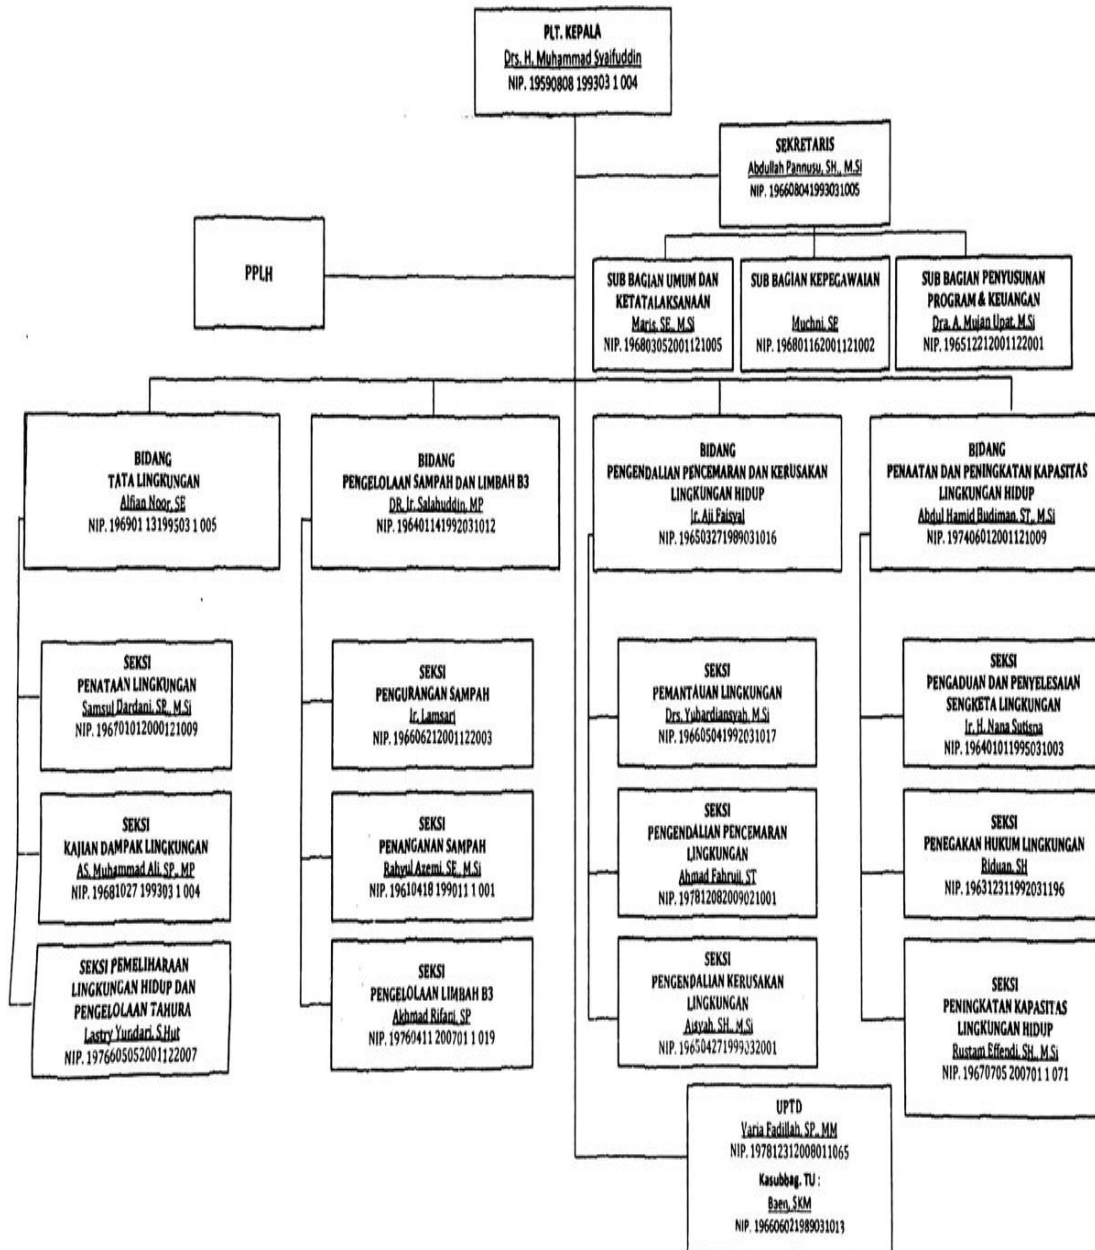 PLT. KEPALA
Drs. H. Muhammad Syaifuddin
NIP. 19590808 199303 1 004
SEKRETARIS
Abdullah Pannusu, SH., M.Si
NIP. 196608041993031005
PPLH
SUB BAGIAN UMUM DAN
KETATALAKSANAAN
Maris, SE., M.Si
NIP. 196803052001121005
SUB BAGIAN KEPEGAWAIAN
Muchni, SP
NIP. 196801162001121002
SUB BAGIAN PENYUSUNAN
PROGRAM & KEUANGAN
Dra. A. Mujan Upat, M.Si
NIP. 196512212001122001
BIDANG
TATA LINGKUNGAN
Alfian Noor, SE
NIP. 196901 13199503 1 005
BIDANG
PENGELOLAAN SAMPAH DAN LIMBAH B3
DR. Ir. Salahuddin, MP
NIP. 196401141992031012
BIDANG
PENGENDALIAN PENCEMARAN DAN KERUSAKAN
LINGKUNGAN HIDUP
Ir. Aji Faisyal
NIP. 196503271989031016
BIDANG
PENAATAN DAN PENINGKATAN KAPASITAS
LINGKUNGAN HIDUP
Abdul Hamid Budiman, ST., M.Si
NIP. 197406012001121009
SEKSI
PENATAAN LINGKUNGAN
Samsul Dardani, SP., M.Si
NIP. 196701012000121009
SEKSI
PENGURANGAN SAMPAH
Ir. Lamsari
NIP. 196606212001122003
SEKSI
PEMANTAUAN LINGKUNGAN
Drs. Yuhardiansyah, M.Si
NIP. 196605041992031017
SEKSI
PENGADUAN DAN PENYELESAIAN
SENGKETA LINGKUNGAN
Ir. H. Nana Sutisna
NIP. 196401011995031003
SEKSI
KAJIAN DAMPAK LINGKUNGAN
AS. Muhammad Ali, SP., MP
NIP. 19681027 199303 1 004
SEKSI
PENANGANAN SAMPAH
Rahyul Azemi, SE., M.Si
NIP. 19610418 199011 1 001
SEKSI
PENGENDALIAN PENCEMARAN
LINGKUNGAN
Ahmad Fahruji, ST
NIP. 197812082009021001
SEKSI
PENEGAKAN HUKUM LINGKUNGAN
Riduan, SH
NIP. 196312311992031196
SEKSI PEMELIHARAAN
LINGKUNGAN HIDUP DAN
PENGELOLAAN TAHURA
Lastry Yundari, S.Hut
NIP. 1976605052001122007
SEKSI
PENGELOLAAN LIMBAH B3
Akhmad Rifani, SP
NIP. 19769411 200701 1 019
SEKSI
PENGENDALIAN KERUSAKAN
LINGKUNGAN
Aisyah, SH., M.Si
NIP. 196504271999032001
SEKSI
PENINGKATAN KAPASITAS
LINGKUNGAN HIDUP
Rustam Effendi, SH., M.Si
NIP. 19670705 200701 1 071
UPTD
Varia Fadillah, SP., MM
NIP. 197812312008011065
Kasubbag. TU :
Baen, SKM
NIP. 196606021989031013